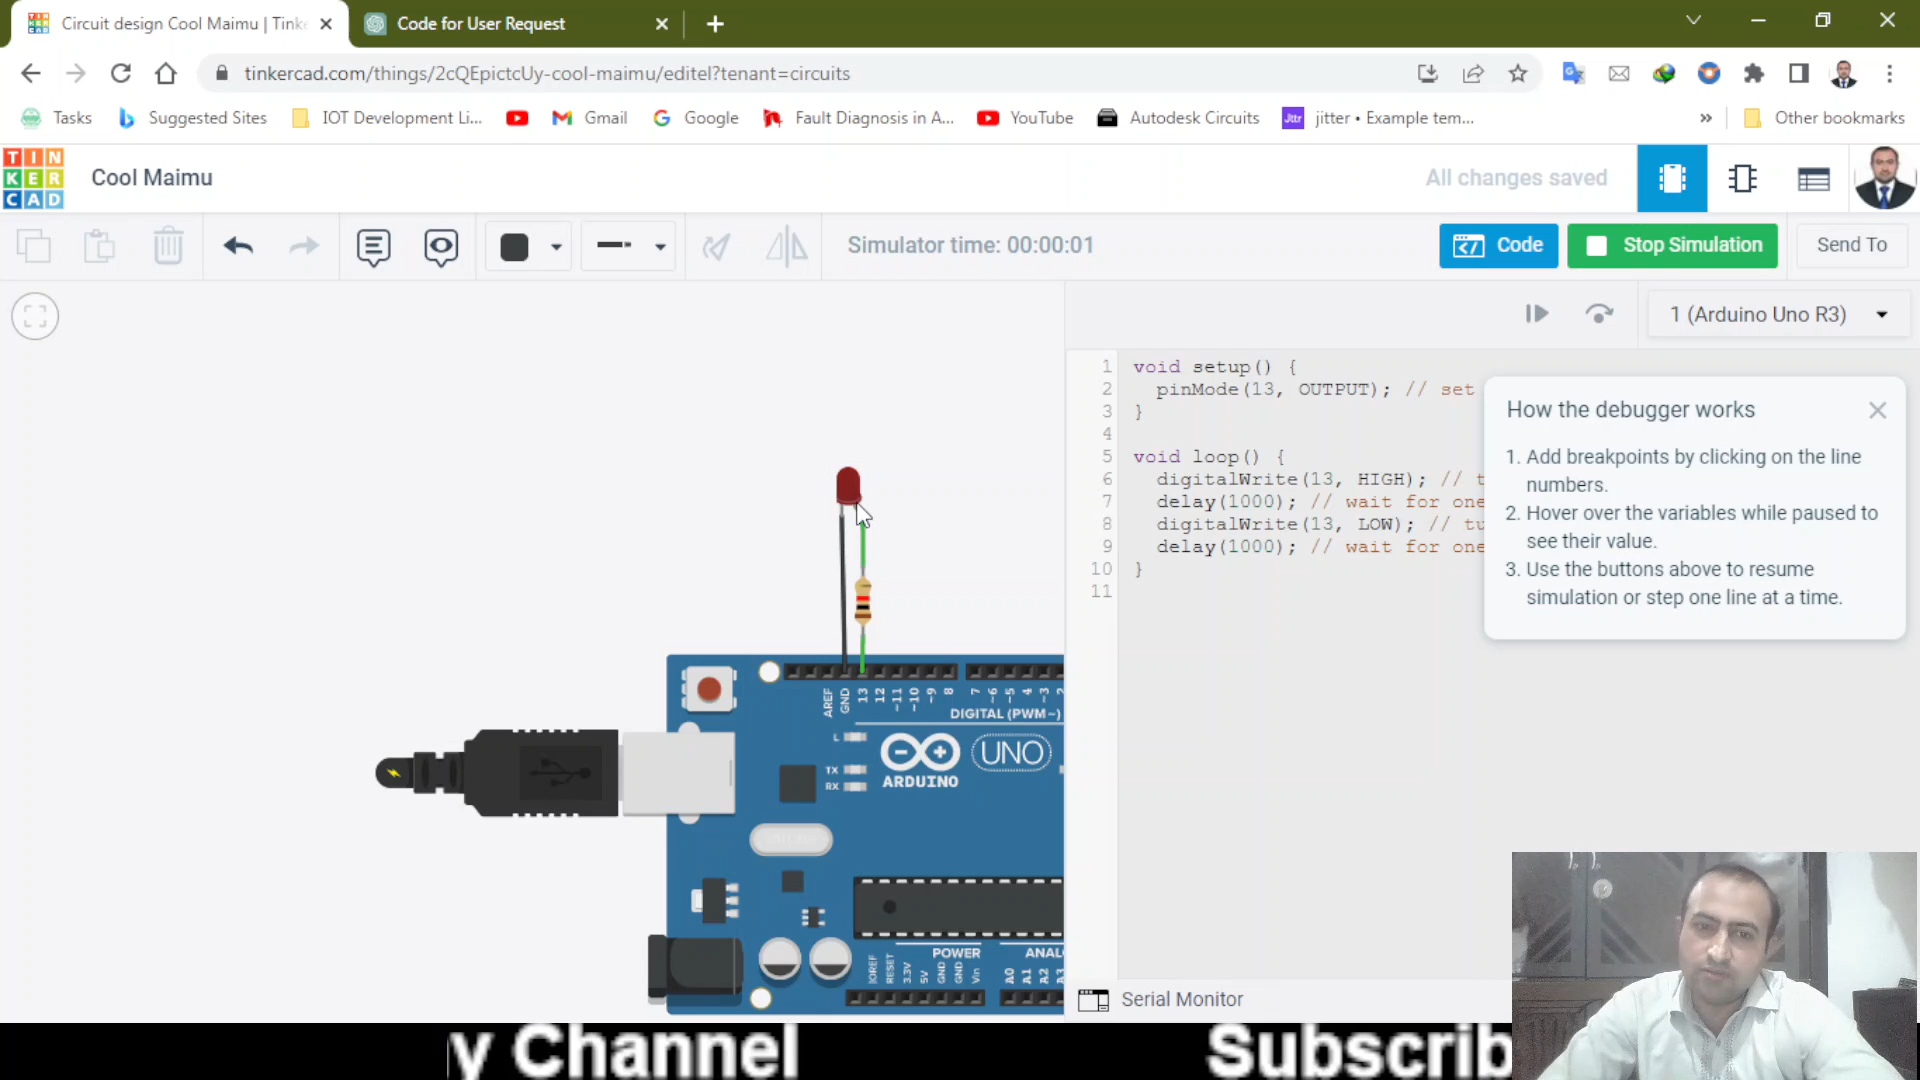 Circuit design Cool Maimu | Tinke
Code for User Request
tinkercad.com/things/2cQEpictcUy-cool-maimu/editel?tenant=circuits
Tasks
Suggested Sites
IOT Development Li...
Gmail
Google
Fault Diagnosis in A...
YouTube
Autodesk Circuits
Jttr
jitter • Example tem...
»
Other bookmarks
TIN
KER
CAD
Cool Maimu
All changes saved
Simulator time: 00:00:01
Code
Stop Simulation
Send To
1 (Arduino Uno R3)
1 void setup() {
2 pinMode(13, OUTPUT); // set
3 }
4
5 void loop() {
6 digitalWrite(13, HIGH); // t
7 delay(1000); // wait for one
8 digitalWrite(13, LOW); // tu
9 delay(1000); // wait for one
10 }
11
How the debugger works
1. Add breakpoints by clicking on the line
numbers.
2. Hover over the variables while paused to
see their value.
3. Use the buttons above to resume
simulation or step one line at a time.
AREF GND 13 12 ~11 ~10 ~9 8 7 ~6 ~5 4 ~3 2
DIGITAL (PWM~)
L
TX
RX
UNO
ARDUINO
POWER
ANAL
IOREF RESET 3.3V 5V GND GND Vin A0 A1 A2 A3
Serial Monitor
y Channel
Subscrib